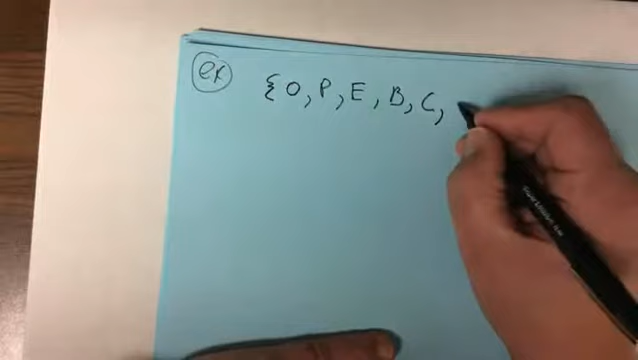 ex {O, P, E, B, C,